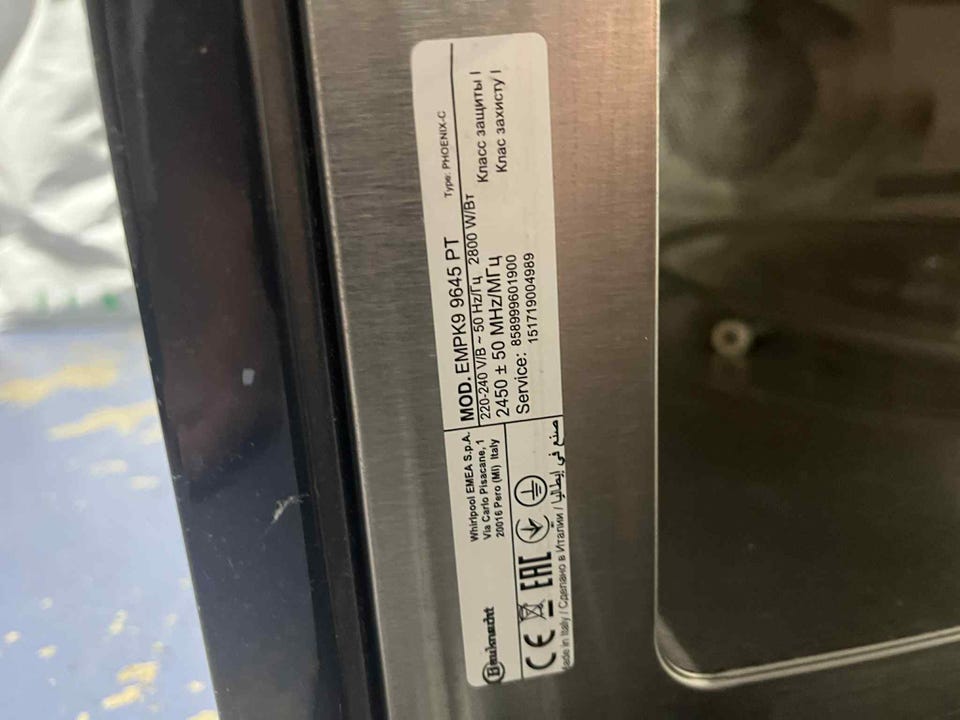 Bauknecht
Whirlpool EMEA S.p.A.
Via Carlo Pisacane, 1
20016 Pero (MI) Italy
CE EAC
Made in Italy / Сделано в Италии / صنع في إيطاليا
MOD. EMPK9 9645 PT
Type: PHOENIX-C
220-240 V/В ~ 50 Hz/Гц 2800 W/Вт
Класс защиты I
2450 ± 50 MHz/МГц
Клас захисту I
Service: 858999601900
151719004989